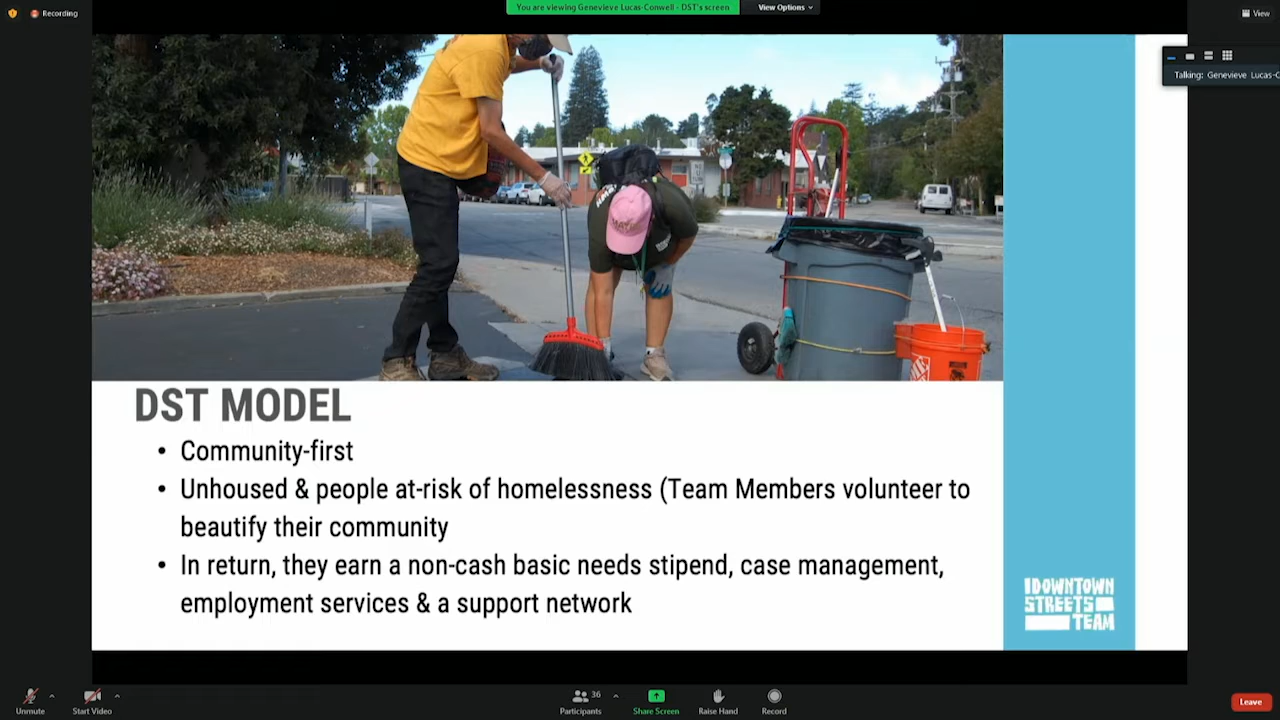 Recording
You are viewing Genevieve Lucas-Conwell - DST's screen
View Options
View
Talking: Genevieve Lucas-C
DST MODEL
• Community-first
• Unhoused & people at-risk of homelessness (Team Members volunteer to
beautify their community
• In return, they earn a non-cash basic needs stipend, case management,
employment services & a support network
DOWNTOWN
STREETS
TEAM
Unmute
Start Video
36
Participants
Share Screen
Raise Hand
Record
Leave